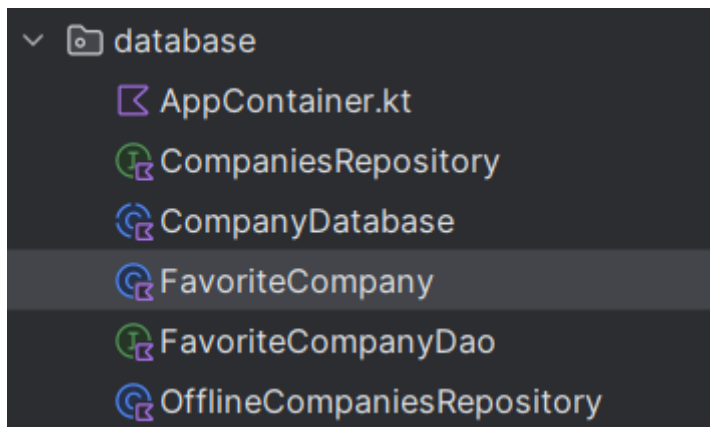 database
AppContainer.kt
CompaniesRepository
CompanyDatabase
FavoriteCompany
FavoriteCompanyDao
OfflineCompaniesRepository